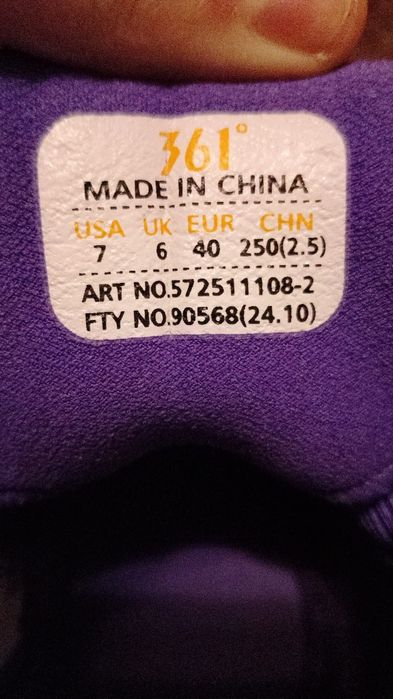 361°
MADE IN CHINA
USA UK EUR CHN
7 6 40 250(2.5)
ART NO.572511108-2
FTY NO.90568(24.10)